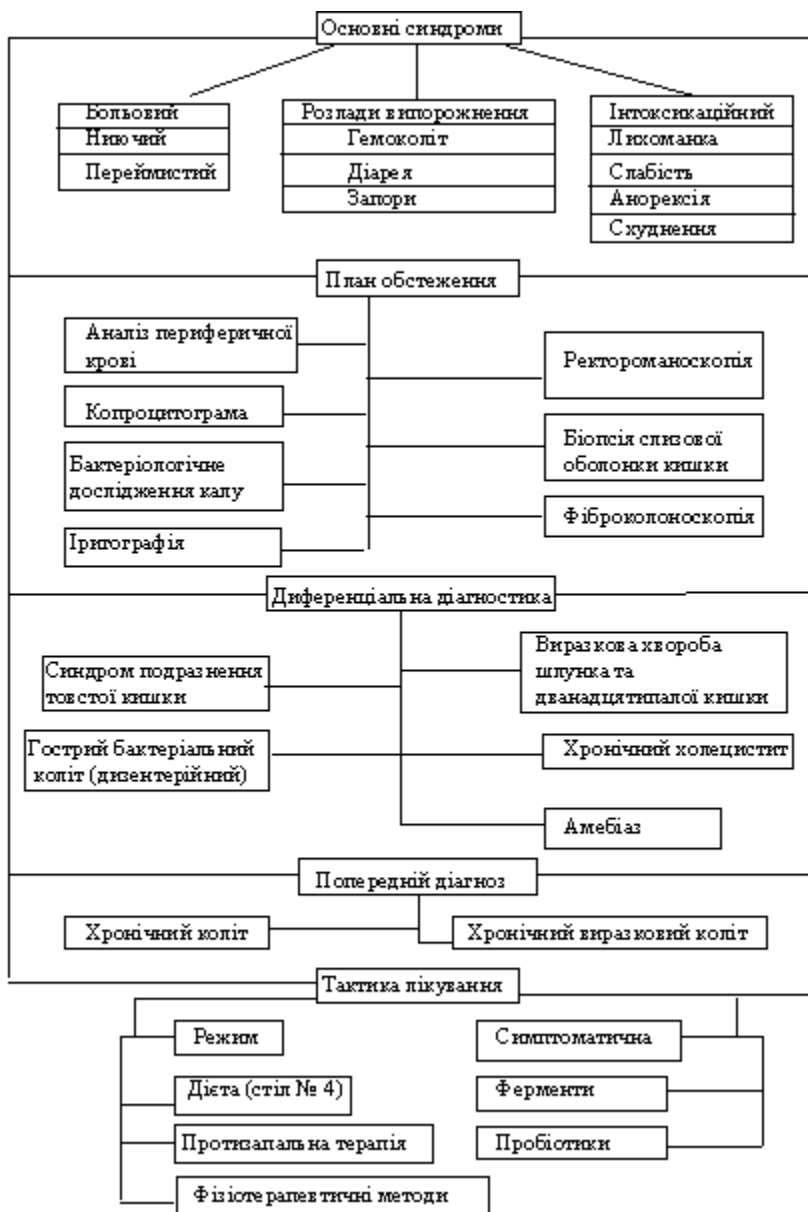 Основні синдроми
Больовий
Ниючий
Переймистий
Розлади випорожнення
Гемоколіт
Діарея
Запори
Інтоксикаційний
Лихоманка
Слабість
Анорексія
Схуднення
План обстеження
Аналіз периферичної
крові
Копроцитограма
Бактеріологічне
дослідження калу
Іритографія
Ректороманоскопія
Біопсія слизової
оболонки кишки
Фіброколоноскопія
Диференціальна діагностика
Синдром подразнення
товстої кишки
Гострий бактеріальний
коліт (дизентерійний)
Виразкова хвороба
шлунка та
дванадцятипалої кишки
Хронічний холецистит
Амебіаз
Попередній діагноз
Хронічний коліт
Хронічний виразковий коліт
Тактика лікування
Режим
Дієта (стіл № 4)
Протизапальна терапія
Фізіотерапевтичні методи
Симптоматична
Ферменти
Пробіотики